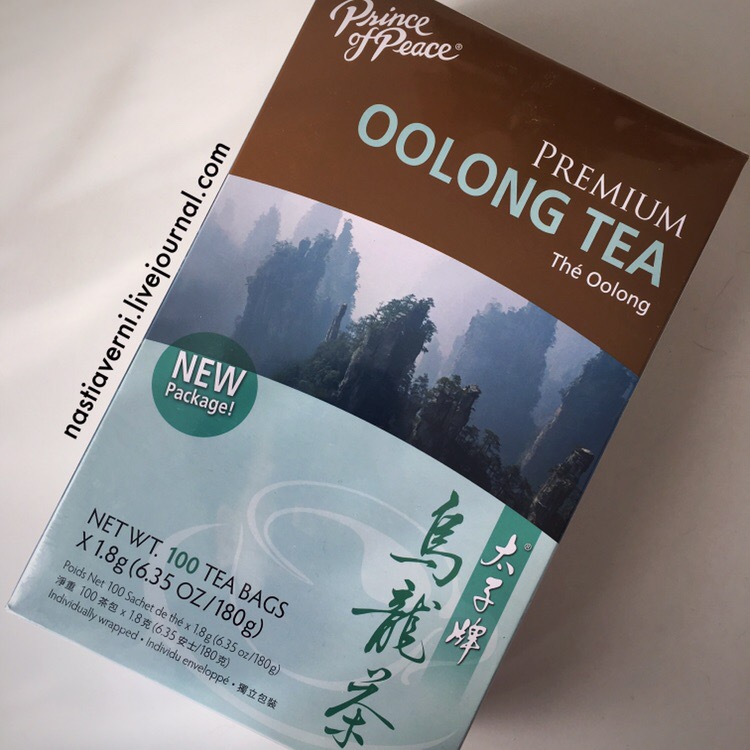 Prince
of Peace®
PREMIUM
OOLONG TEA
Thé Oolong
nastiaverni.livejournal.com
NEW
Package!
NET WT. 100 TEA BAGS
X 1.8g (6.35 OZ/180g)
Poids Net 100 Sachet de thé x 1.8g (6.35 oz/180g)
淨重 100 茶包 x 1.8克 (6.35 安士/180克)
Individually wrapped • Individu enveloppé • 獨立包裝
烏龍茶
太子牌®